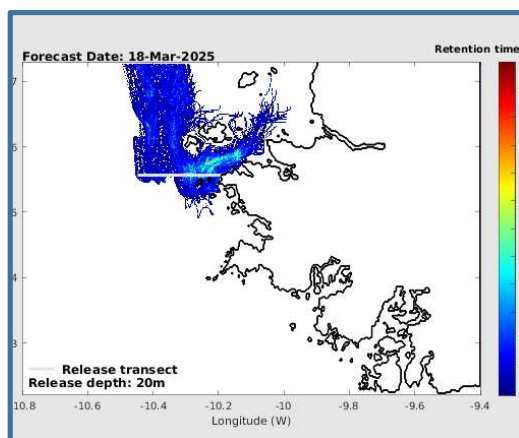 Forecast Date: 18-Mar-2025
Retention time
7
6
5
4
3
Release transect
Release depth: 20m
10.8 -10.6 -10.4 -10.2 -10 -9.8 -9.6 -9.4
Longitude (W)